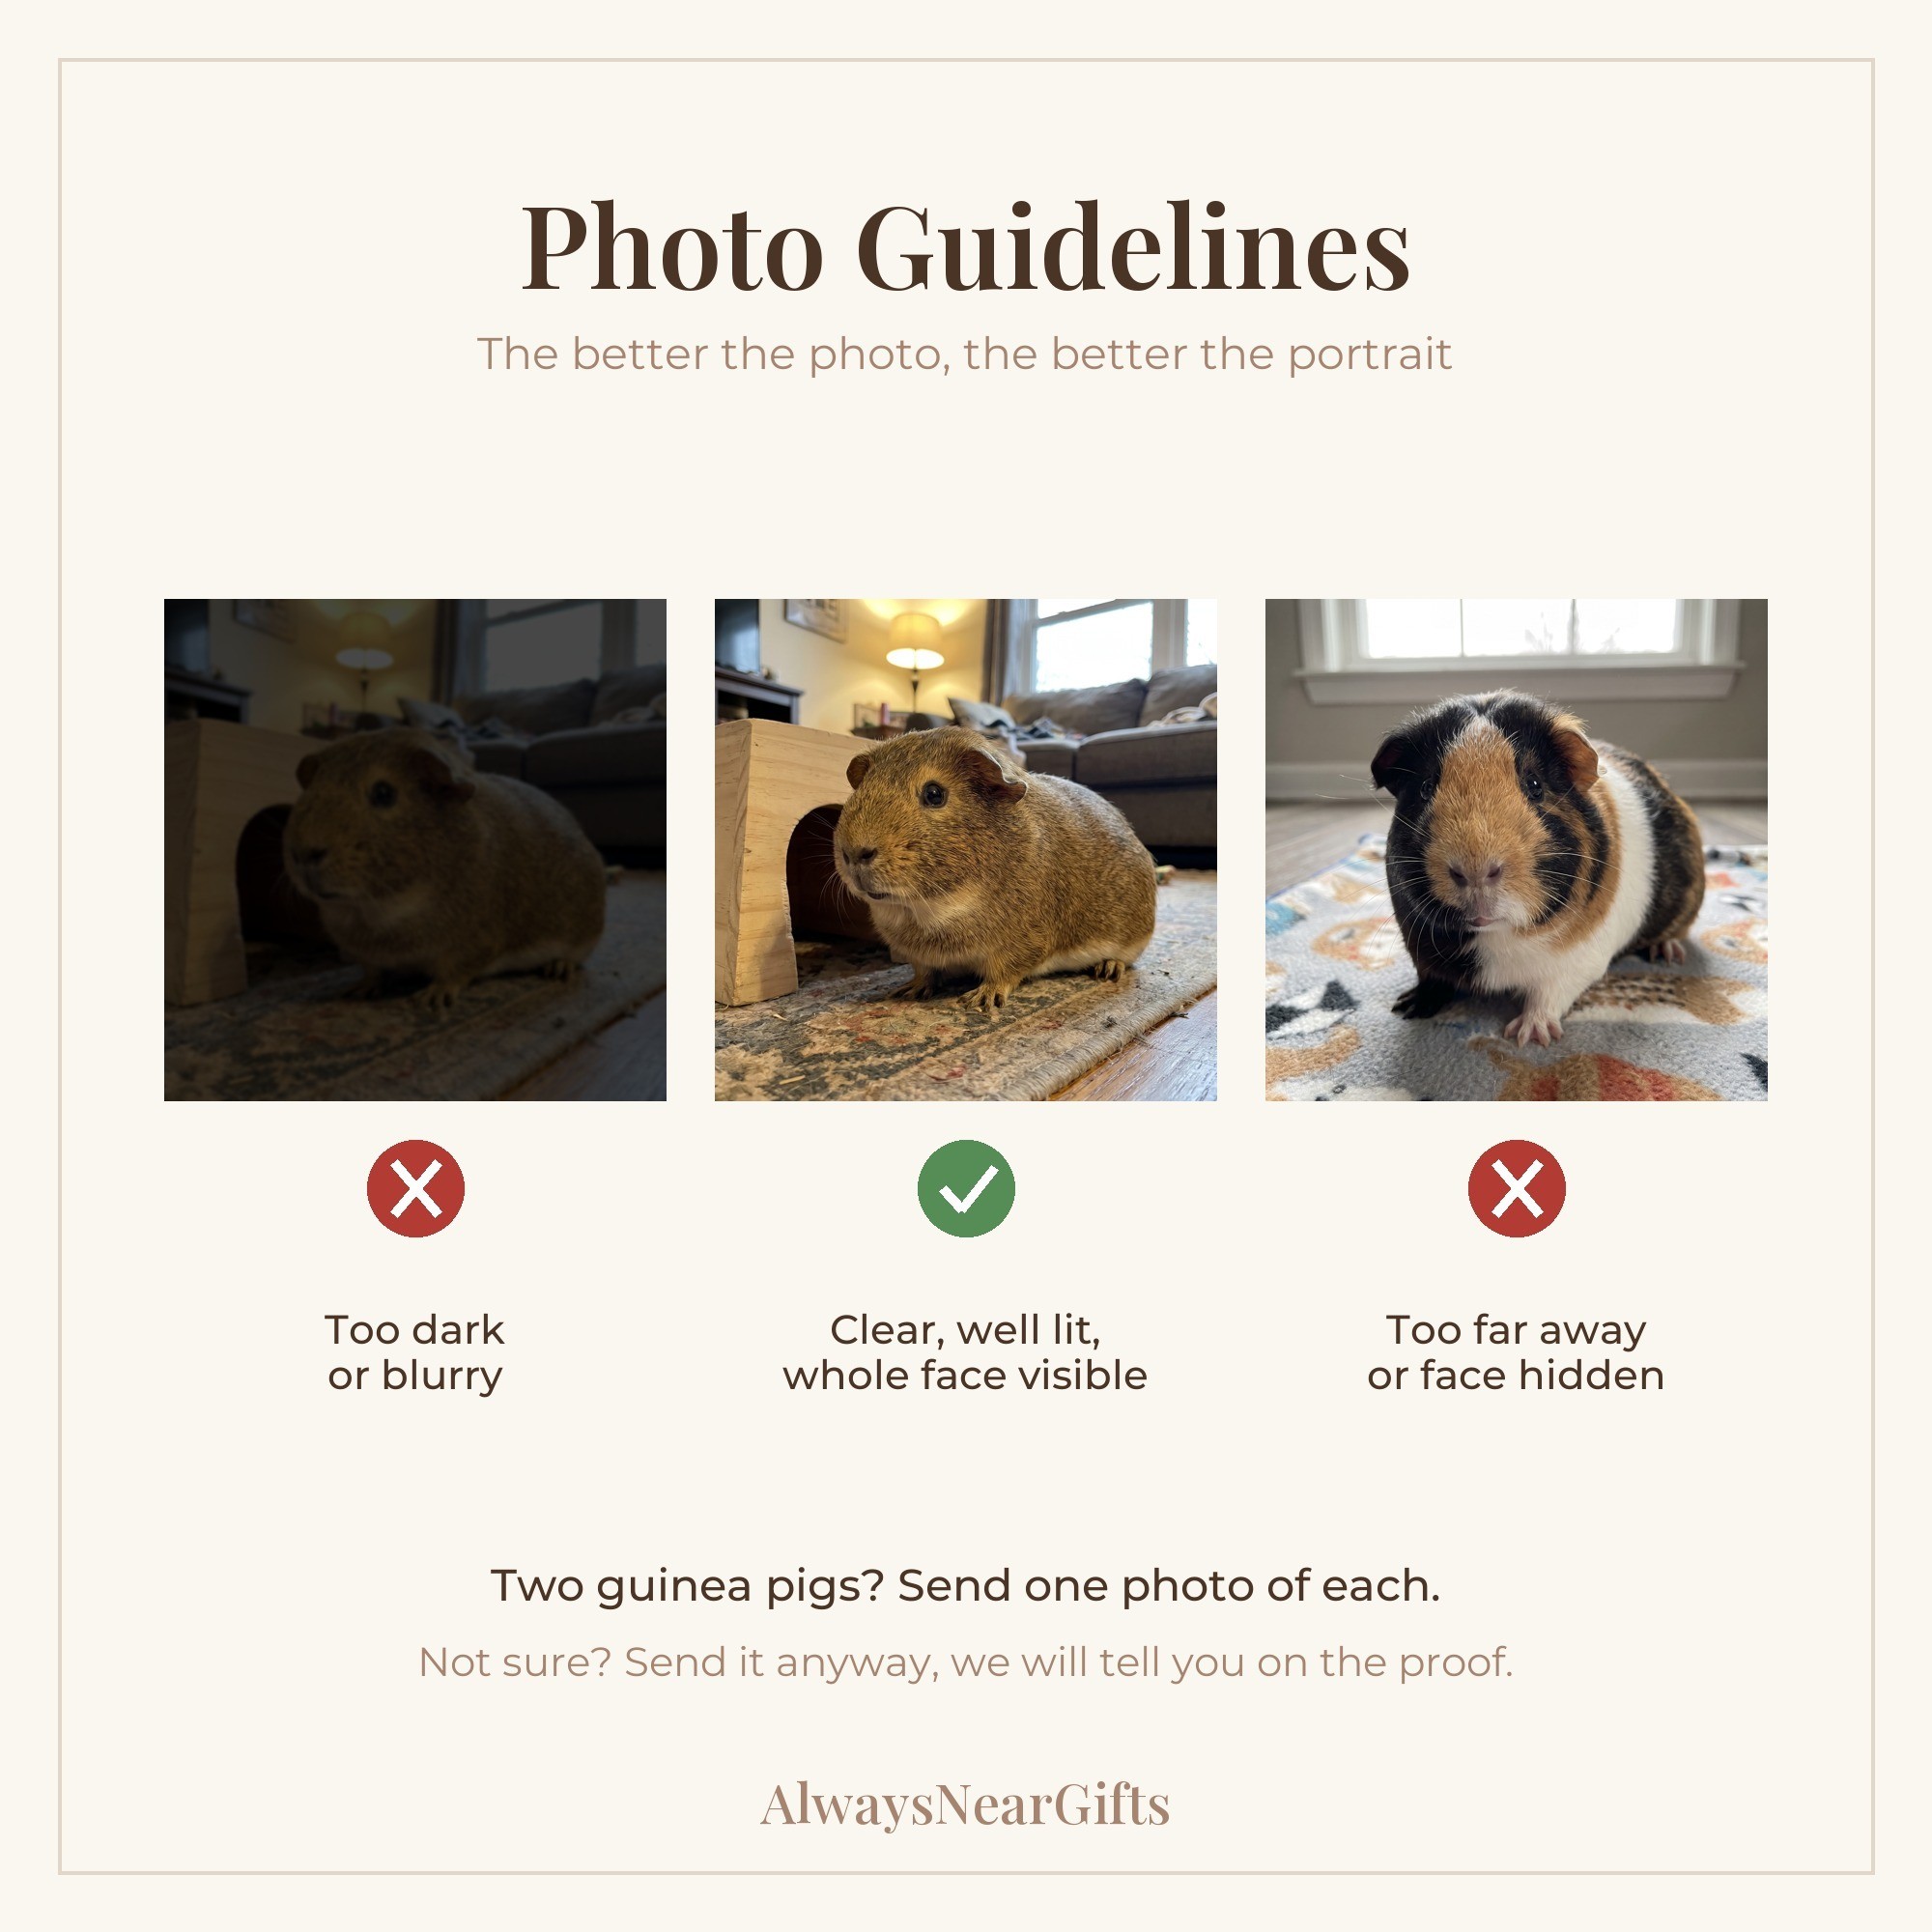 Photo Guidelines
The better the photo, the better the portrait
Too dark
or blurry
Clear, well lit,
whole face visible
Too far away
or face hidden
Two guinea pigs? Send one photo of each.
Not sure? Send it anyway, we will tell you on the proof.
AlwaysNearGifts